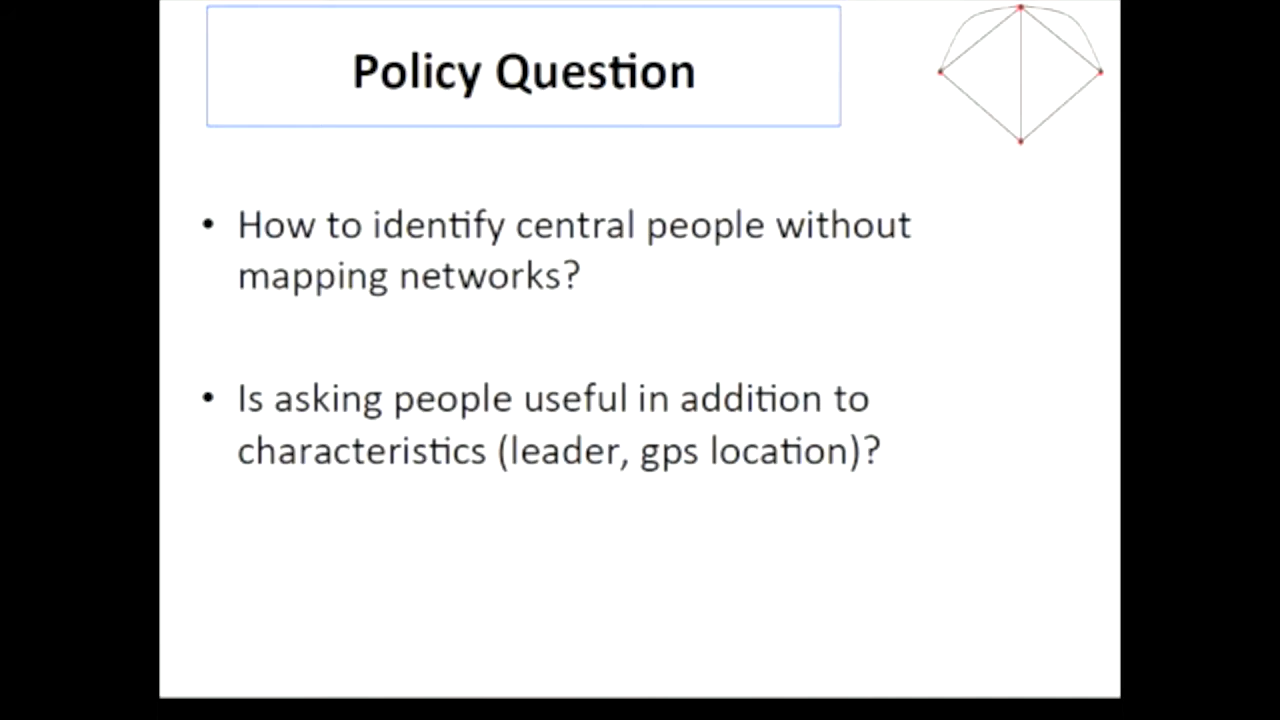 Policy Question
• How to identify central people without
mapping networks?
• Is asking people useful in addition to
characteristics (leader, gps location)?